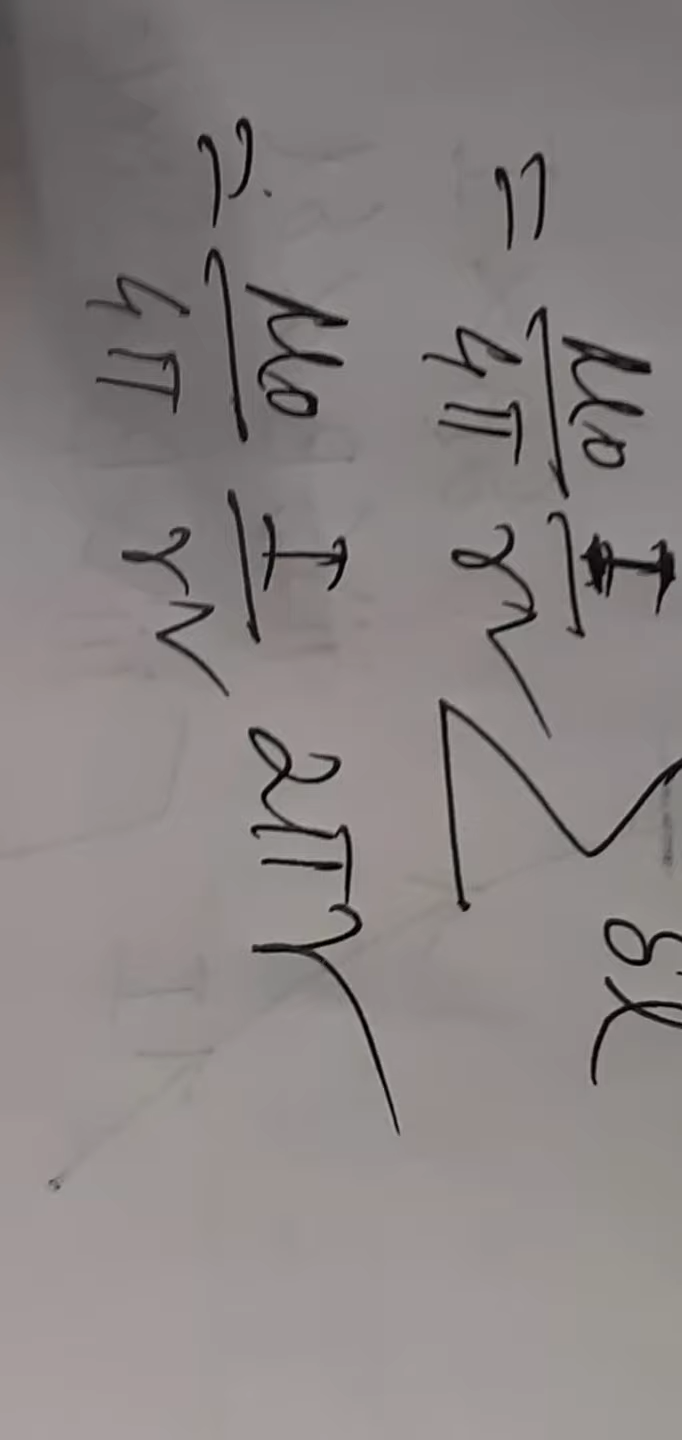 = μ₀/4π I/r² Σ δl
= μ₀/4π I/r² 2πr